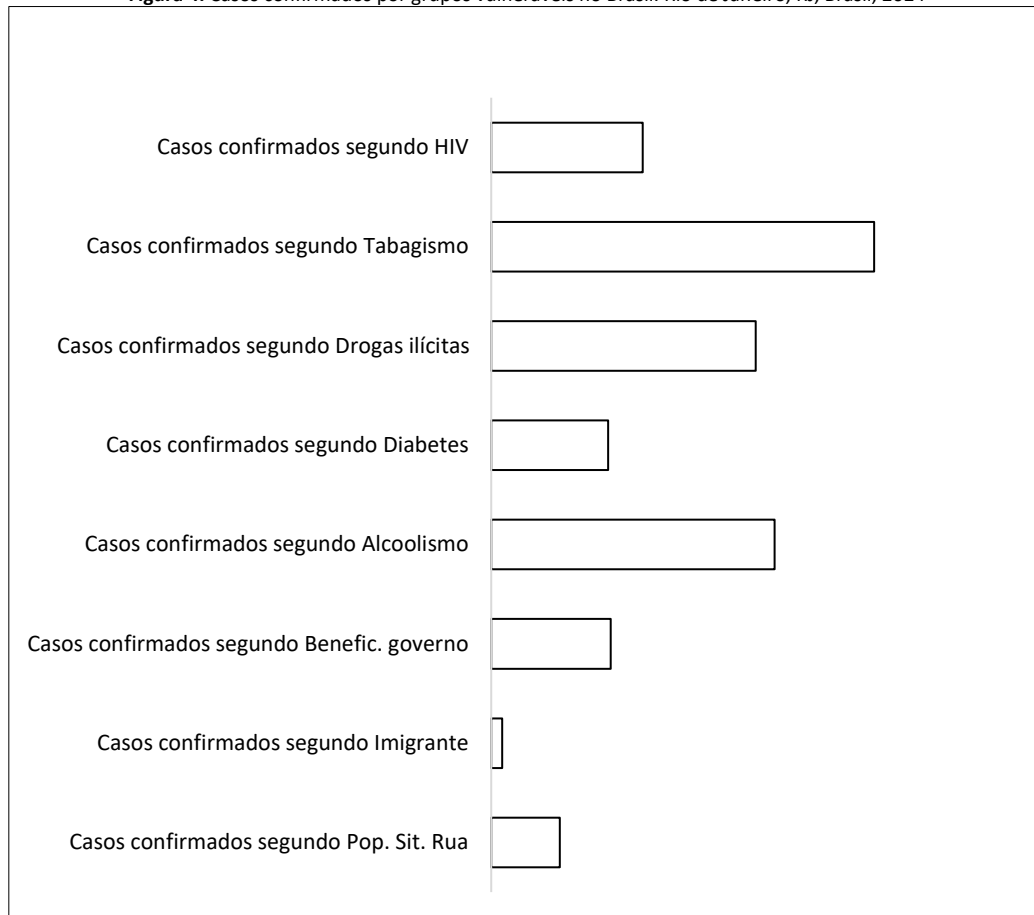 Casos confirmados por grupos vulneráveis no Brasil. Rio de Janeiro, RJ, Brasil, 2024
Casos confirmados segundo HIV
Casos confirmados segundo Tabagismo
Casos confirmados segundo Drogas ilícitas
Casos confirmados segundo Diabetes
Casos confirmados segundo Alcoolismo
Casos confirmados segundo Benefic. governo
Casos confirmados segundo Imigrante
Casos confirmados segundo Pop. Sit. Rua